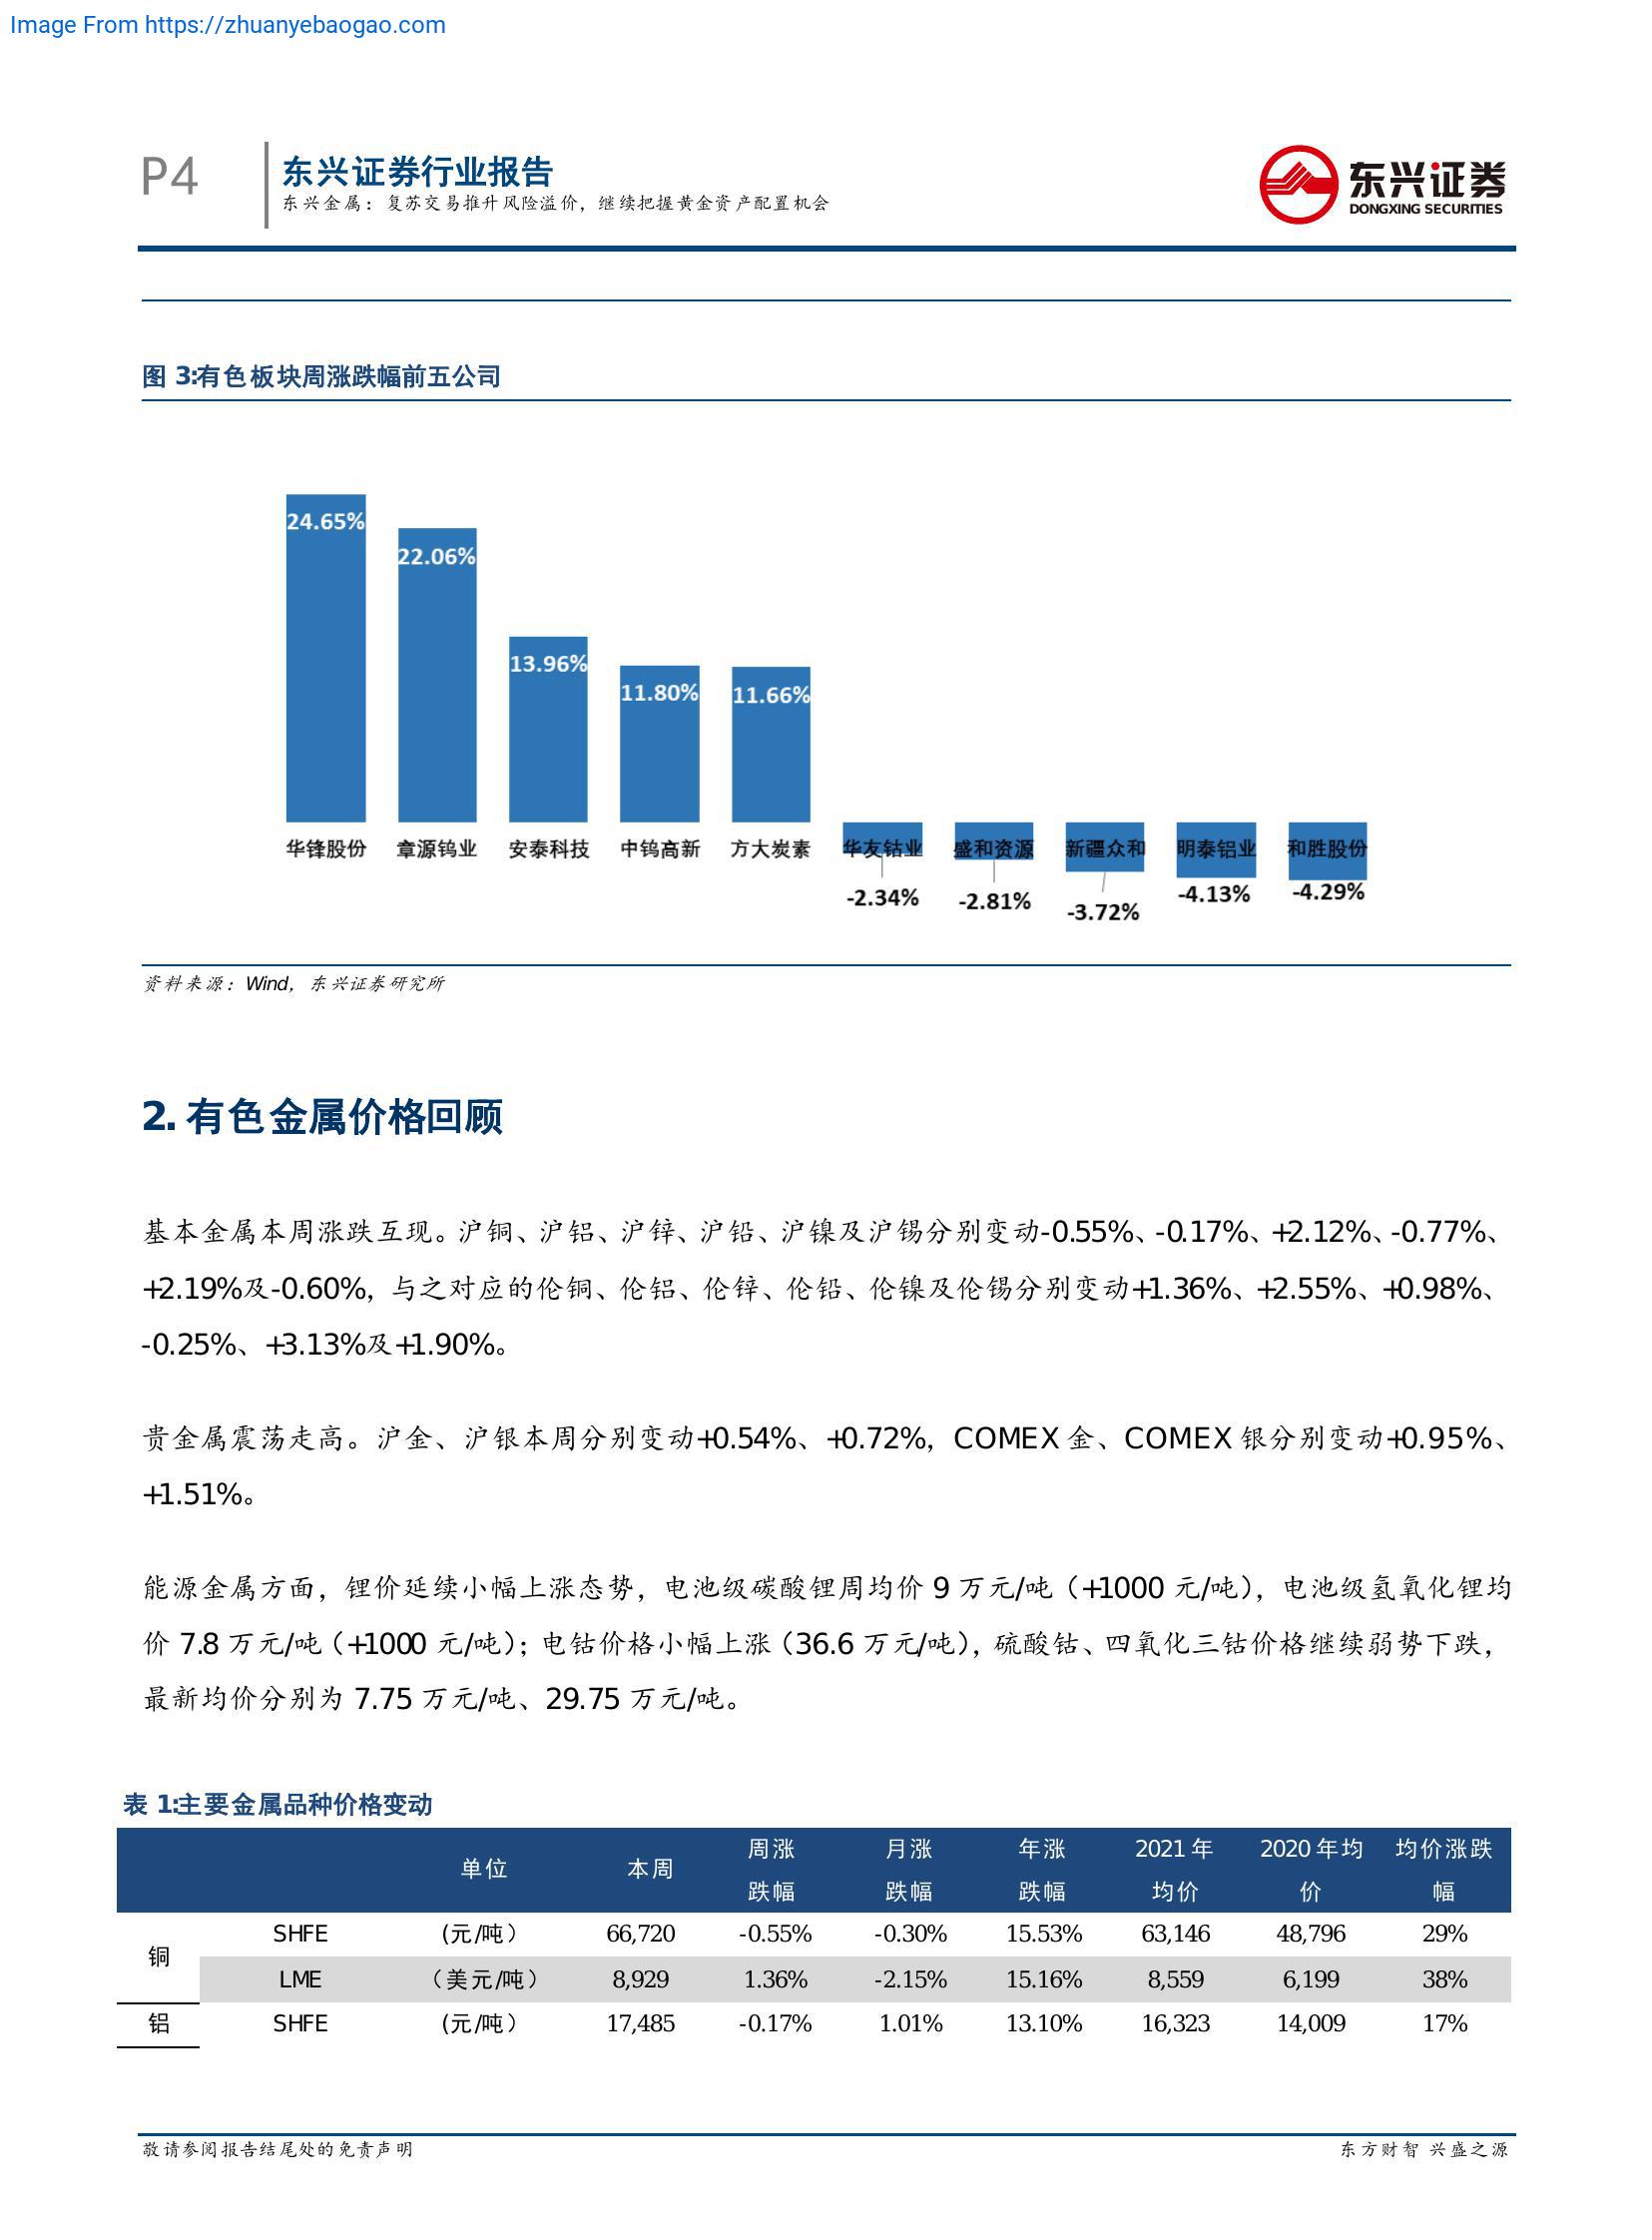 Image From https://zhuanyebaogao.com
P4
东兴证券行业报告
东兴金属：复苏交易推升风险溢价，继续把握黄金资产配置机会
东兴证券
DONGXING SECURITIES
图 3:有色板块周涨跌幅前五公司
24.65%
22.06%
13.96%
11.80%
11.66%
华锋股份 章源钨业 安泰科技 中钨高新 方大炭素 华友钴业 盛和资源 新疆众和 明泰铝业 和胜股份
-2.34% -2.81% -3.72% -4.13% -4.29%
资料来源：Wind，东兴证券研究所
2. 有色金属价格回顾
基本金属本周涨跌互现。沪铜、沪铝、沪锌、沪铅、沪镍及沪锡分别变动-0.55%、-0.17%、+2.12%、-0.77%、
+2.19%及-0.60%，与之对应的伦铜、伦铝、伦锌、伦铅、伦镍及伦锡分别变动+1.36%、+2.55%、+0.98%、
-0.25%、+3.13%及+1.90%。
贵金属震荡走高。沪金、沪银本周分别变动+0.54%、+0.72%，COMEX 金、COMEX 银分别变动+0.95%、
+1.51%。
能源金属方面，锂价延续小幅上涨态势，电池级碳酸锂周均价 9 万元/吨（+1000 元/吨），电池级氢氧化锂均
价 7.8 万元/吨（+1000 元/吨）；电钴价格小幅上涨（36.6 万元/吨），硫酸钴、四氧化三钴价格继续弱势下跌，
最新均价分别为 7.75 万元/吨、29.75 万元/吨。
表 1:主要金属品种价格变动
单位 本周 周涨跌幅 月涨跌幅 年涨跌幅 2021 年均价 2020 年均价 均价涨跌幅
铜 SHFE (元/吨） 66,720 -0.55% -0.30% 15.53% 63,146 48,796 29%
LME （美元/吨） 8,929 1.36% -2.15% 15.16% 8,559 6,199 38%
铝 SHFE (元/吨） 17,485 -0.17% 1.01% 13.10% 16,323 14,009 17%
敬请参阅报告结尾处的免责声明
东方财智 兴盛之源